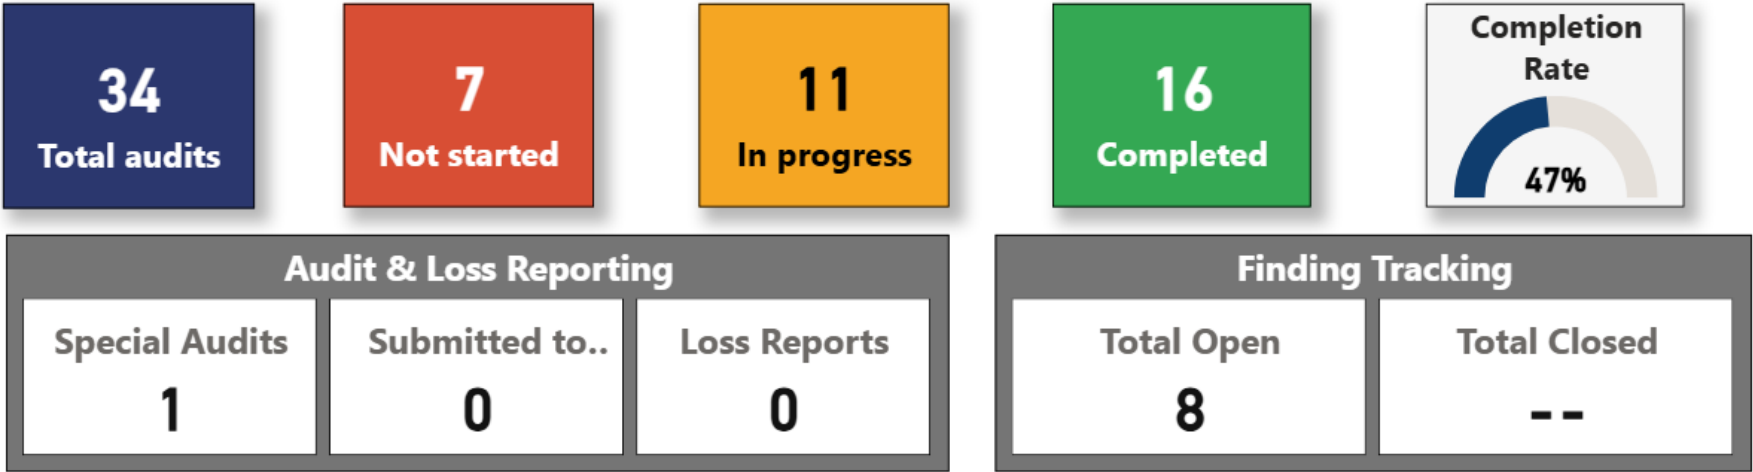 34
Total audits
7
Not started
11
In progress
16
Completed
Completion
Rate
47%
Audit & Loss Reporting
Special Audits
1
Submitted to..
0
Loss Reports
0
Finding Tracking
Total Open
8
Total Closed
--